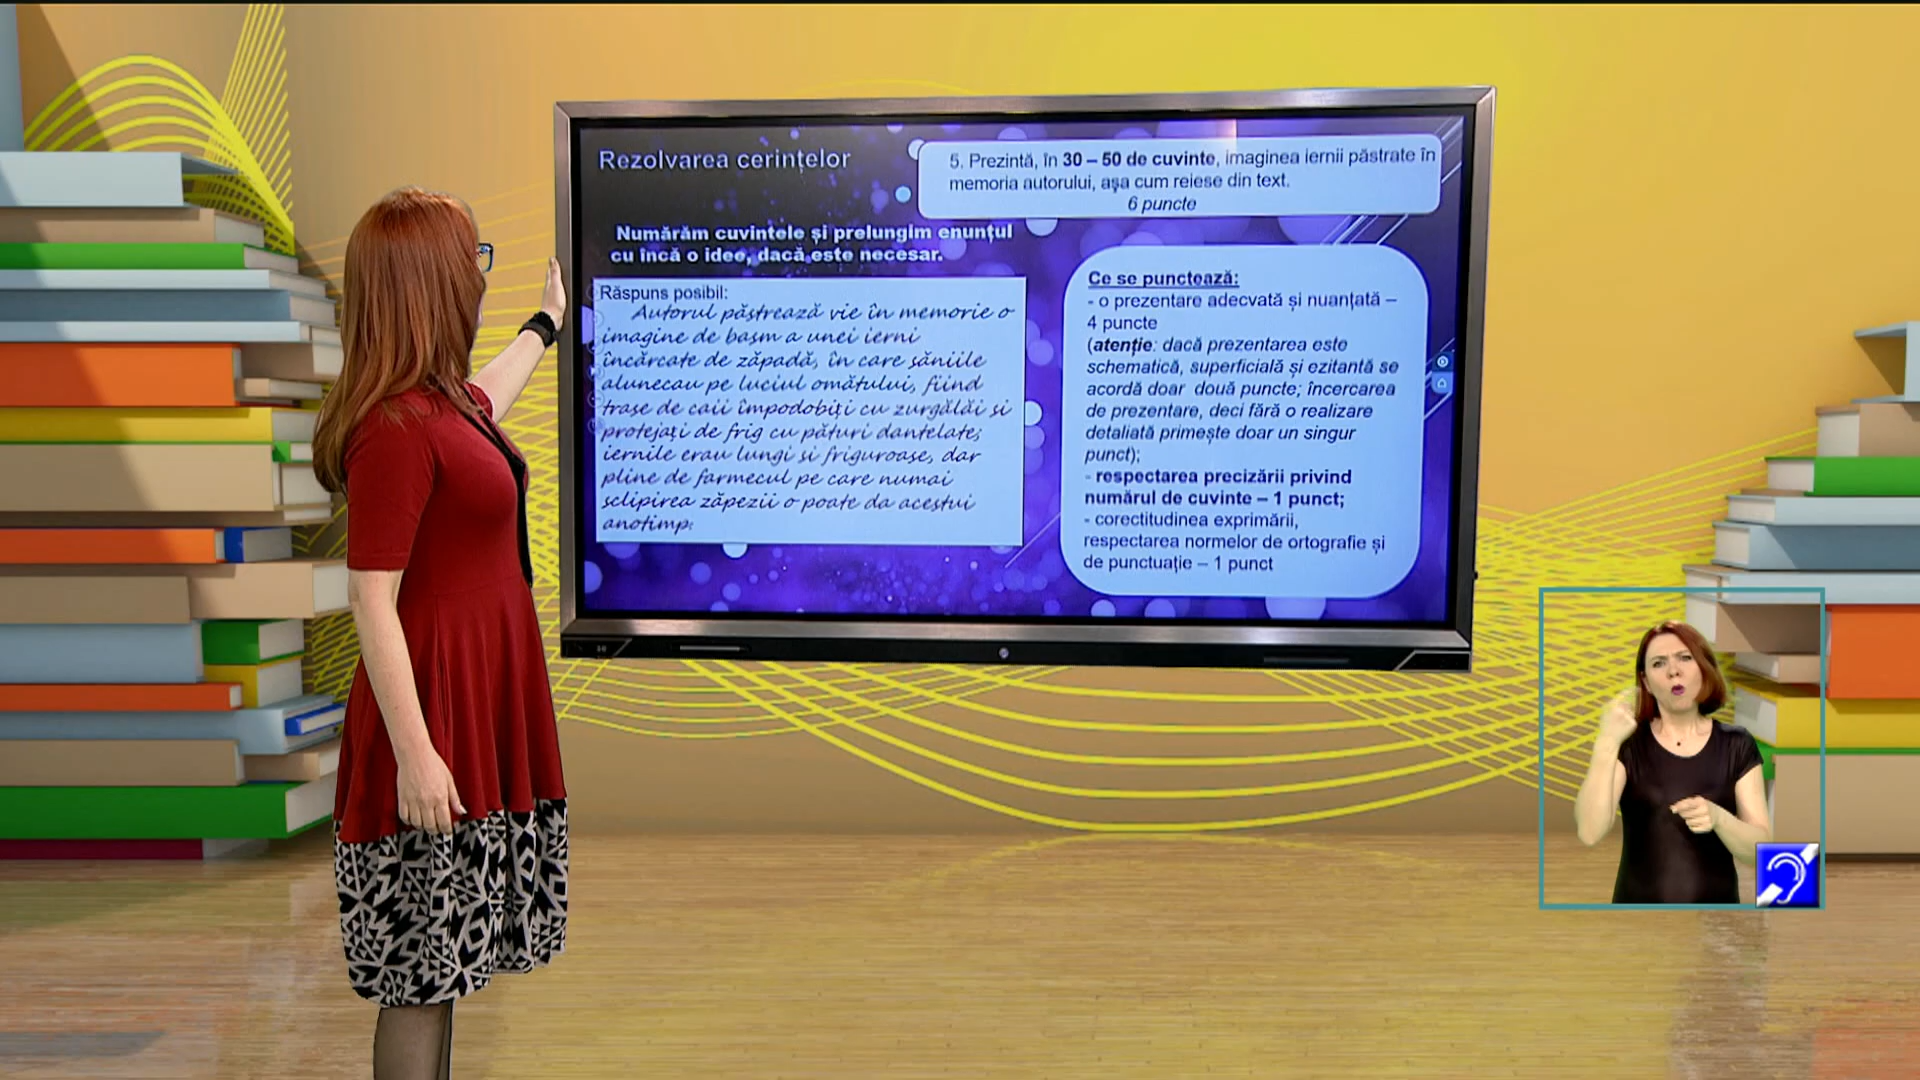 Rezolvarea cerințelor
5. Prezintă, în 30 – 50 de cuvinte, imaginea iernii păstrate în
memoria autorului, așa cum reiese din text.
6 puncte
Numărăm cuvintele și prelungim enunțul
cu încă o idee, dacă este necesar.
Răspuns posibil:
Autorul păstrează vie în memorie o
imagine de basm a unei ierni
încărcate de zăpadă, în care săniile
alunecau pe luciul omătului, fiind
trase de caii împodobiți cu zurgălăi si
protejați de frig cu pături dantelate;
iernile erau lungi si friguroase, dar
pline de farmecul pe care numai
sclipirea zăpezii o poate da acestui
anotimp.
Ce se punctează:
- o prezentare adecvată și nuanțată –
4 puncte
(atenție: dacă prezentarea este
schematică, superficială și ezitantă se
acordă doar două puncte; încercarea
de prezentare, deci fără o realizare
detaliată primește doar un singur
punct);
- respectarea precizării privind
numărul de cuvinte – 1 punct;
- corectitudinea exprimării,
respectarea normelor de ortografie și
de punctuație – 1 punct